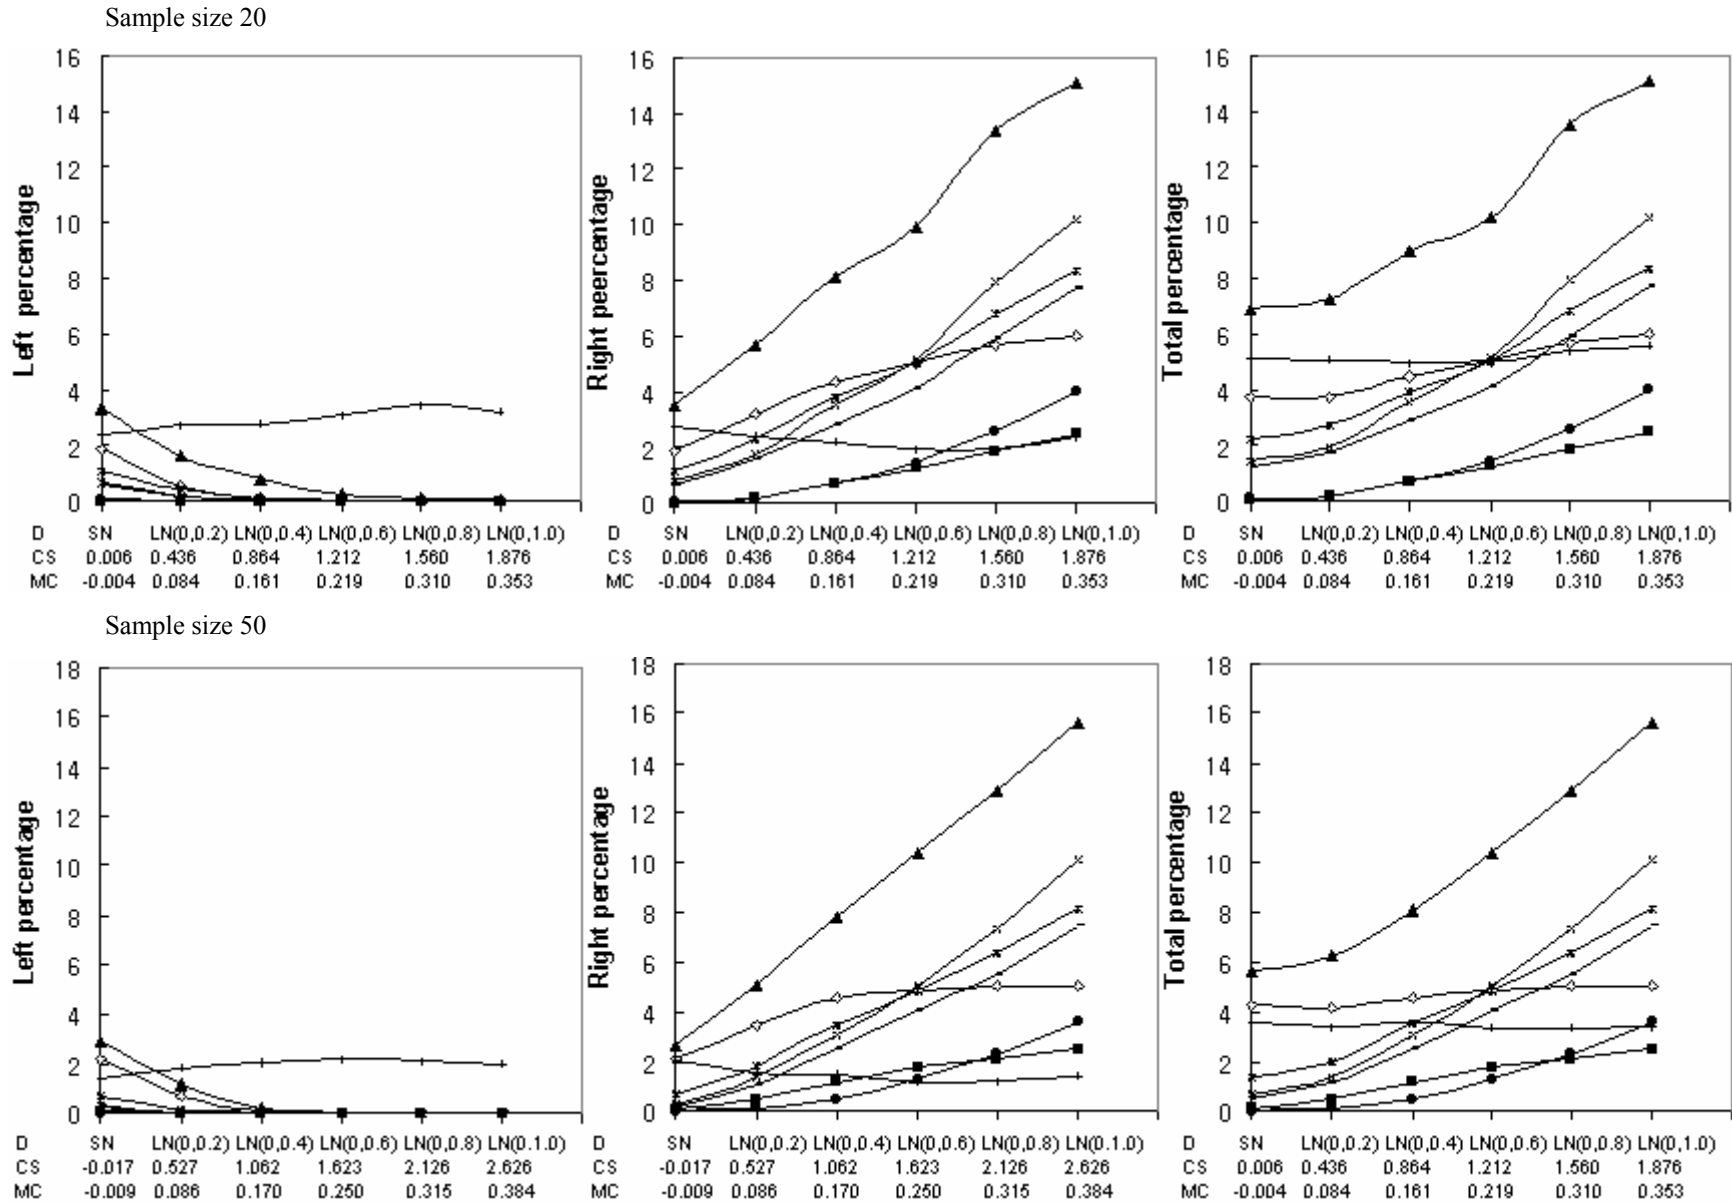 Sample size 20
16
14
12
10
8
6
4
2
0
Left percentage
D SN LN(0,0.2) LN(0,0.4) LN(0,0.6) LN(0,0.8) LN(0,1.0)
CS 0.006 0.436 0.864 1.212 1.560 1.876
MC -0.004 0.084 0.161 0.219 0.310 0.353
16
14
12
10
8
6
4
2
0
Right peercentage
D SN LN(0,0.2) LN(0,0.4) LN(0,0.6) LN(0,0.8) LN(0,1.0)
CS 0.006 0.436 0.864 1.212 1.560 1.876
MC -0.004 0.084 0.161 0.219 0.310 0.353
16
14
12
10
8
6
4
2
0
Total percentage
D SN LN(0,0.2) LN(0,0.4) LN(0,0.6) LN(0,0.8) LN(0,1.0)
CS 0.006 0.436 0.864 1.212 1.560 1.876
MC -0.004 0.084 0.161 0.219 0.310 0.353
Sample size 50
18
16
14
12
10
8
6
4
2
0
Left percentage
D SN LN(0,0.2) LN(0,0.4) LN(0,0.6) LN(0,0.8) LN(0.1.0)
CS -0.017 0.527 1.062 1.623 2.126 2.626
MC -0.009 0.086 0.170 0.250 0.315 0.384
18
16
14
12
10
8
6
4
2
0
Right percentage
D SN LN(0,0.2) LN(0,0.4) LN(0,0.6) LN(0,0.8) LN(0,1.0)
CS -0.017 0.527 1.062 1.623 2.126 2.626
MC -0.009 0.086 0.170 0.250 0.315 0.384
18
16
14
12
10
8
6
4
2
0
Total percentage
D SN LN(0,0.2) LN(0,0.4) LN(0,0.6) LN(0,0.8) LN(0,1.0)
CS 0.006 0.436 0.864 1.212 1.560 1.876
MC -0.004 0.084 0.161 0.219 0.310 0.353